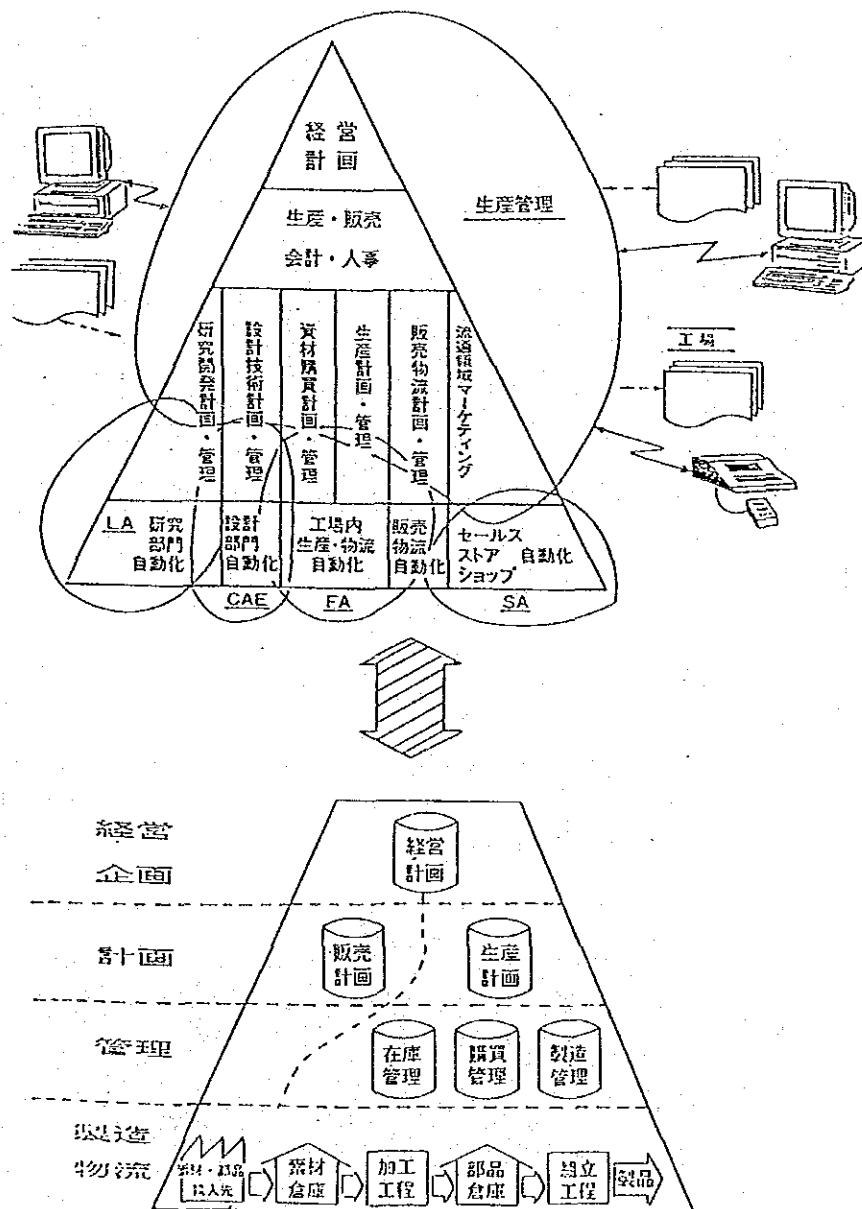 経営
計画
生産・販売
会計・人事
生産管理
工場
研究開発計画・管理
設計技術計画・管理
資材購買計画・管理
生産計画・管理
販売物流計画・管理
流通領域マーケティング
LA 研究
部門
自動化
設計
部門
自動化
工場内
生産・物流
自動化
販売
物流
自動化
セールス
ストア 自動化
ショップ
CAE
FA
SA
経営
企画
経営
計画
計画
販売
計画
生産
計画
管理
在庫
管理
購買
管理
製造
管理
製造
物流
素材・部品
購入先
素材
倉庫
加工
工程
部品
倉庫
組立
工程
製品